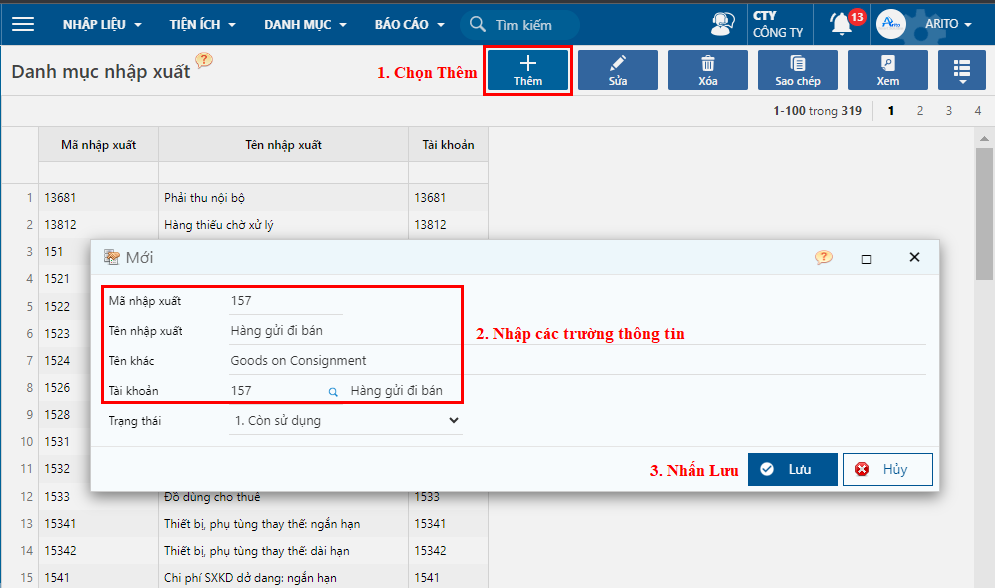 NHẬP LIỆU TIỆN ÍCH DANH MỤC BÁO CÁO Tìm kiếm CTY CÔNG TY 13 Arito ARITO
Danh mục nhập xuất ? 1. Chọn Thêm Thêm Sửa Xóa Sao chép Xem
1-100 trong 319 1 2 3 4
Mã nhập xuất Tên nhập xuất Tài khoản
1 13681 Phải thu nội bộ 13681
2 13812 Hàng thiếu chờ xử lý 13812
3 151
Mới ?
4 1521
Mã nhập xuất 157
5 1522
Tên nhập xuất Hàng gửi đi bán
6 1523
2. Nhập các trường thông tin
7 1524
Tên khác Goods on Consignment
8 1526
Tài khoản 157 Hàng gửi đi bán
9 1528
Trạng thái 1. Còn sử dụng
10 1531
11 1532
3. Nhấn Lưu Lưu Hủy
12 1533 Đồ dùng cho thuê 1533
13 15341 Thiết bị, phụ tùng thay thế: ngắn hạn 15341
14 15342 Thiết bị, phụ tùng thay thế: dài hạn 15342
15 1541 Chi phí SXKD dở dang: ngắn hạn 1541